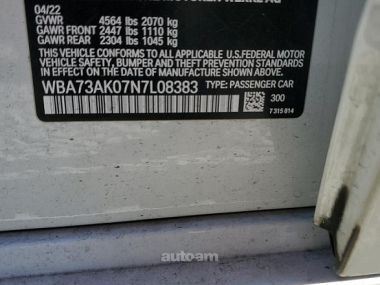 04/22
GVWR 4564 lbs 2070 kg
GAWR FRONT 2447 lbs 1110 kg
GAWR REAR 2304 lbs 1045 kg
THIS VEHICLE CONFORMS TO ALL APPLICABLE
U.S.FEDERAL MOTOR
VEHICLE SAFETY, BUMPER AND THEFT PREVENTION STANDARDS
IN EFFECT ON THE DATE OF MANUFACTURE SHOWN ABOVE.
WBA73AK07N7L08383 TYPE: PASSENGER CAR
300
7 315 814
autoam